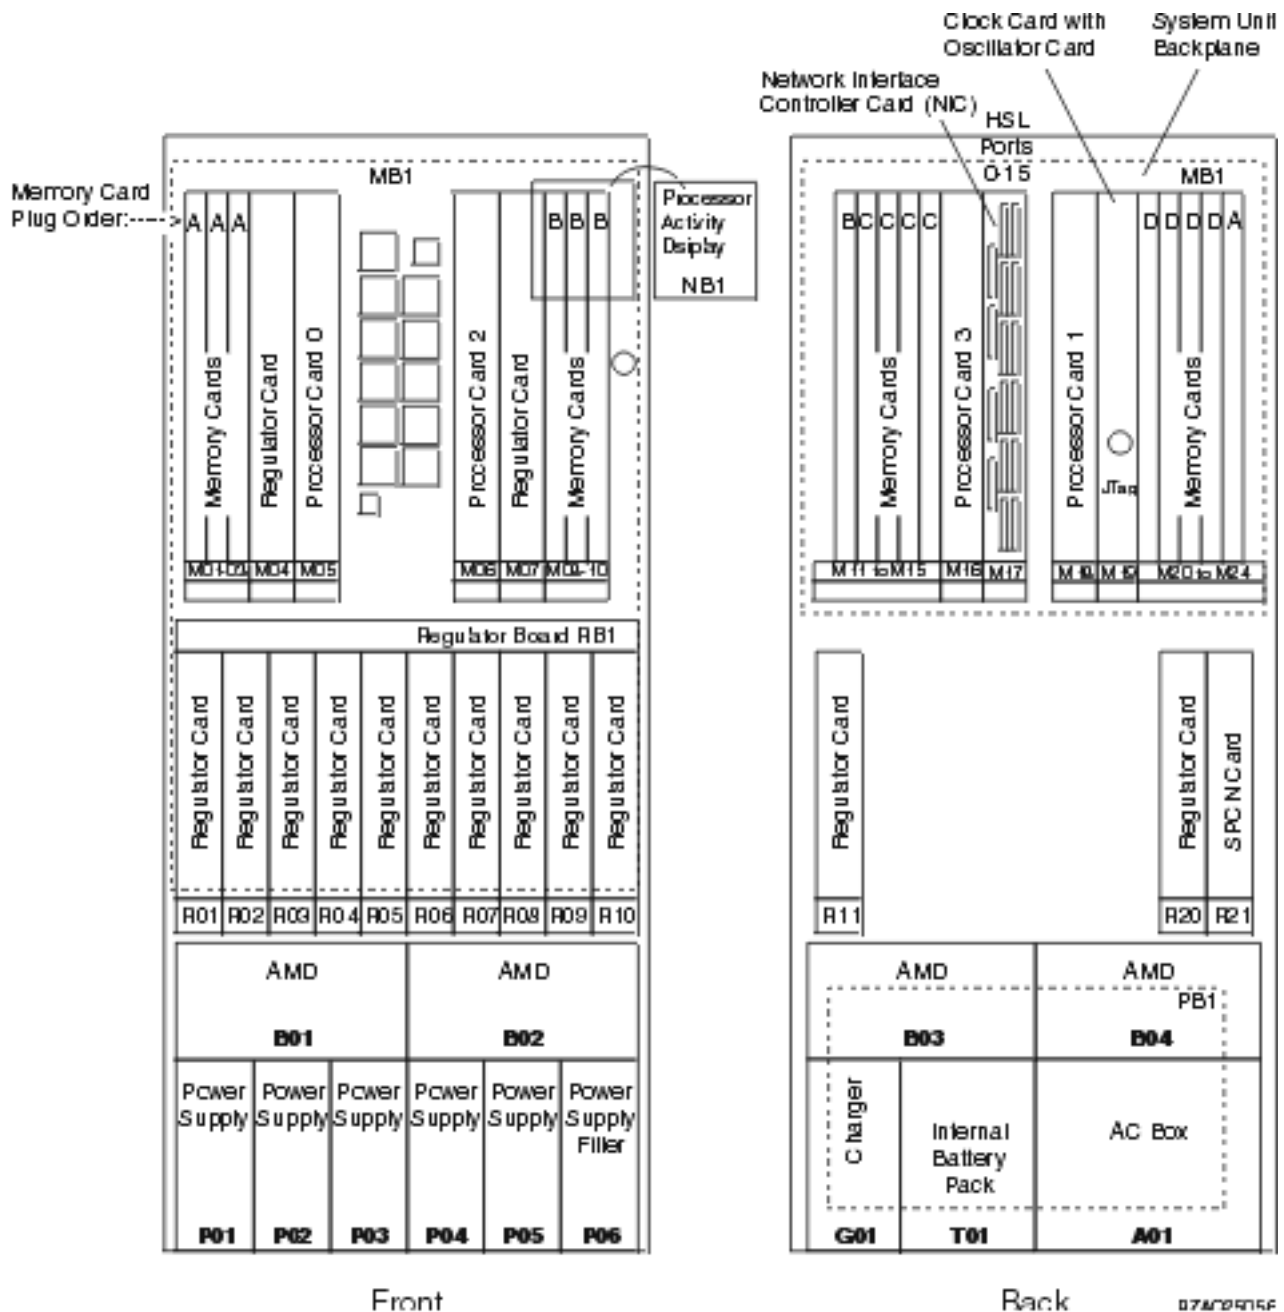 Clock Card with
Oscillator Card
System Unit
Backplane
Network Interface
Controller Card (NIC)
HSL
Ports
0-15
Memory Card
Plug Order:
MB1
A A A
B B B
Processor
Activity
Dsiplay
NB1
Memory Cards
Regulator Card
Processor Card 0
Processor Card 2
Regulator Card
Memory Cards
M01-03 M04 M05
M06 M07 M08-10
MB1
B C C C C
D D D D A
Memory Cards
Processor Card 3
Processor Card 1
JTag
Memory Cards
M11 to M15 M16 M17
M18 M19 M20 to M24
Regulator Board RB1
Regulator Card
Regulator Card
Regulator Card
Regulator Card
Regulator Card
Regulator Card
Regulator Card
Regulator Card
Regulator Card
Regulator Card
R01 R02 R03 R04 R05 R06 R07 R08 R09 R10
Regulator Card
Regulator Card
SPCN Card
R11
R20 R21
AMD
B01
AMD
B02
AMD
B03
AMD
PB1
B04
Power
Supply
P01
Power
Supply
P02
Power
Supply
P03
Power
Supply
P04
Power
Supply
P05
Power
Supply
Filler
P06
Charger
G01
Internal
Battery
Pack
T01
AC Box
A01
Front
Back